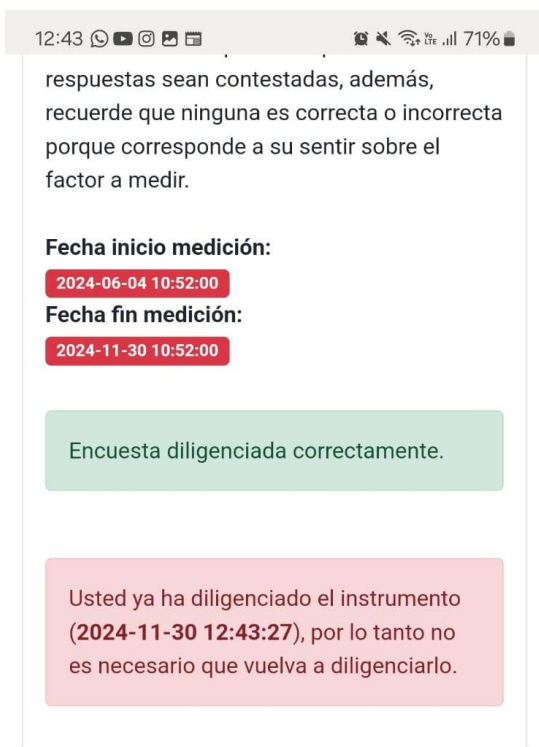 12:43 71%
respuestas sean contestadas, además,
recuerde que ninguna es correcta o incorrecta
porque corresponde a su sentir sobre el
factor a medir.
Fecha inicio medición:
2024-06-04 10:52:00
Fecha fin medición:
2024-11-30 10:52:00
Encuesta diligenciada correctamente.
Usted ya ha diligenciado el instrumento
(2024-11-30 12:43:27), por lo tanto no
es necesario que vuelva a diligenciarlo.